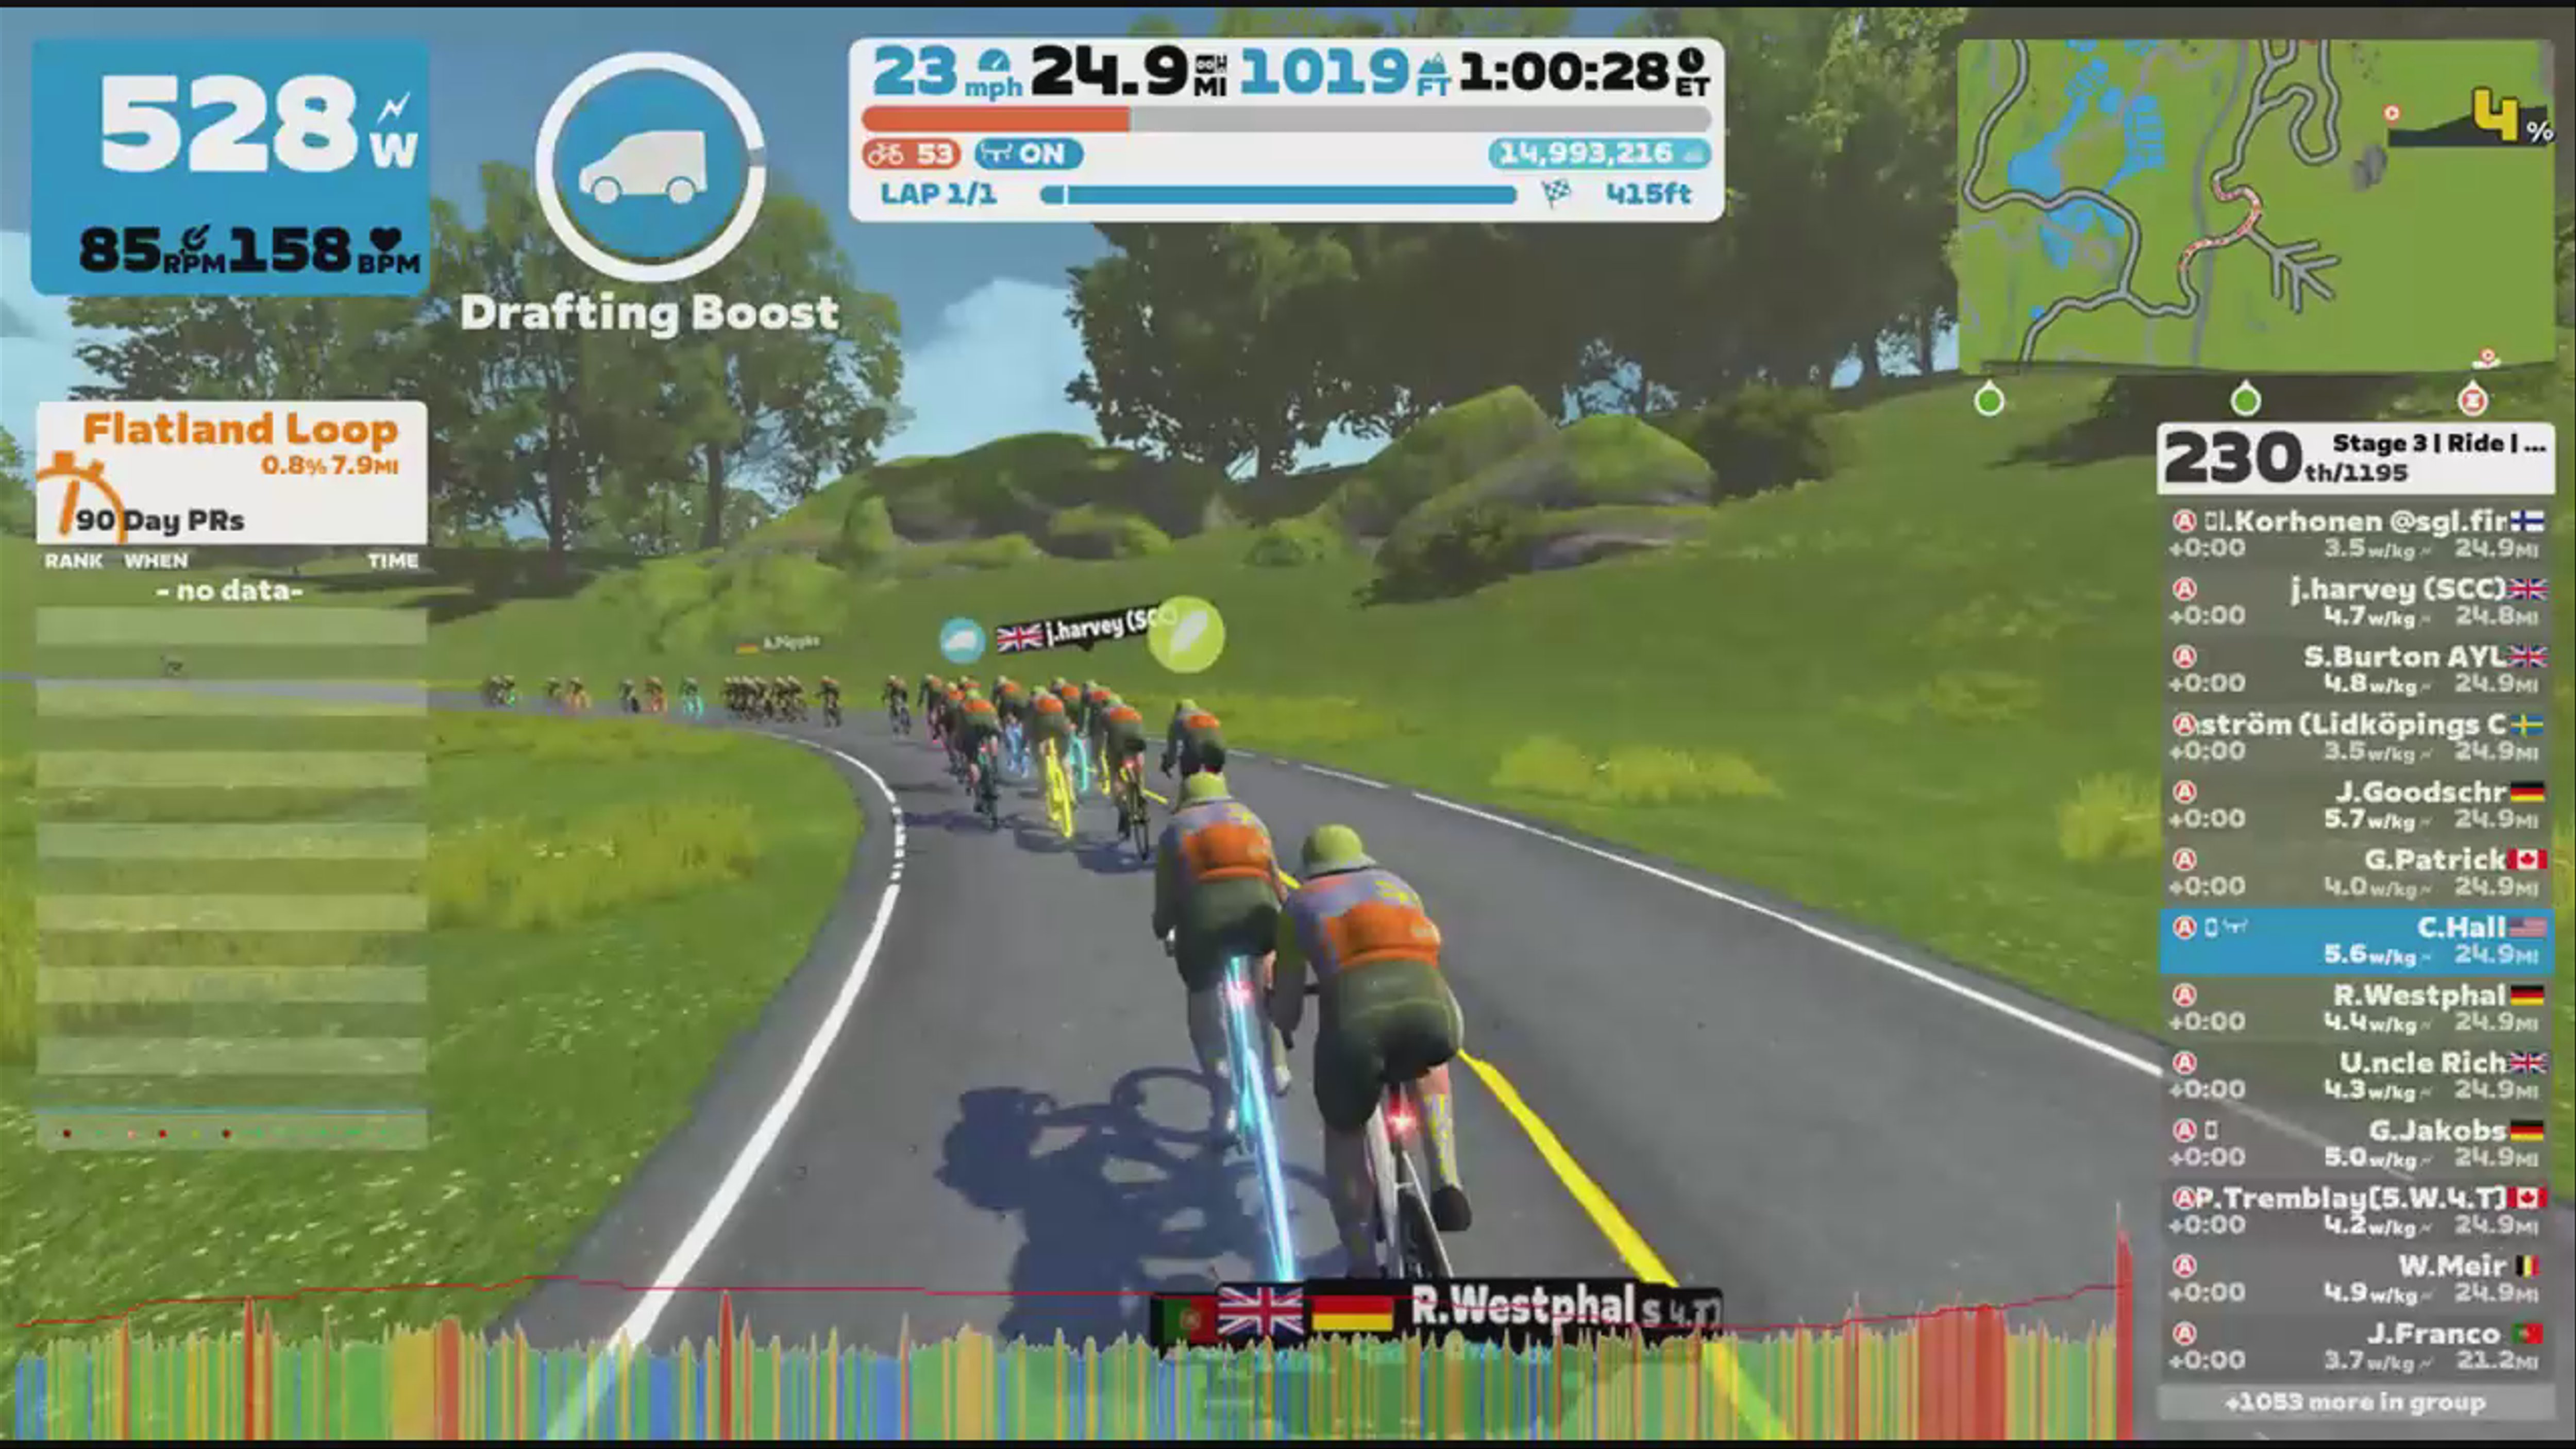 528 W
85 RPM 158 BPM
Drafting Boost
23 mph 24.9 MI 1019 FT 1:00:28 ET
53 ON 14,993,216
LAP 1/1 415ft
4 %
Flatland Loop
0.8% 7.9MI
90 Day PRs
RANK WHEN TIME
- no data-
j.harvey (SC
R.Westphal
230th/1195 Stage 3 | Ride | ...
A I.Korhonen @sgl.fir
+0:00 3.5w/kg 24.9MI
A j.harvey (SCC)
+0:00 4.7w/kg 24.8MI
A S.Burton AYL
+0:00 4.8w/kg 24.9MI
A ström (Lidköpings C
+0:00 3.5w/kg 24.9MI
A J.Goodschr
+0:00 5.7w/kg 24.9MI
A G.Patrick
+0:00 4.0w/kg 24.9MI
A C.Hall
5.6w/kg 24.9MI
A R.Westphal
+0:00 4.4w/kg 24.9MI
A U.ncle Rich
+0:00 4.3w/kg 24.9MI
A G.Jakobs
+0:00 5.0w/kg 24.9MI
A P.Tremblay[5.W.4.T]
+0:00 4.2w/kg 24.9MI
A W.Meir
+0:00 4.9w/kg 24.9MI
A J.Franco
+0:00 3.7w/kg 21.2MI
+1053 more in group